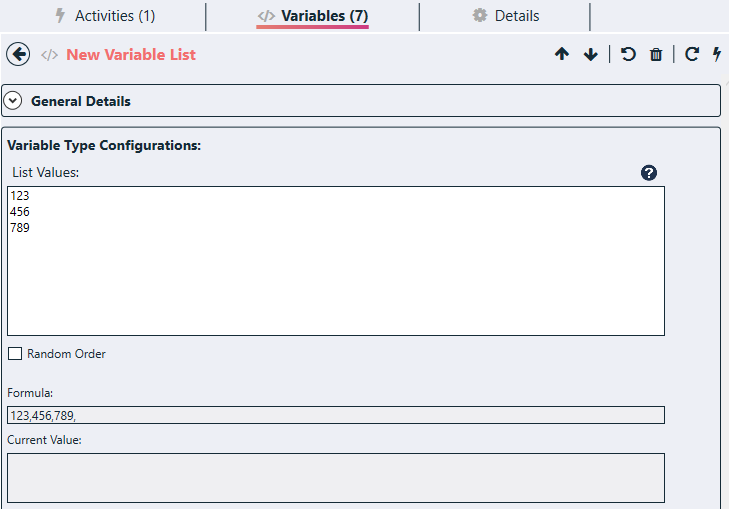 Activities (1)
</> Variables (7)
Details
</> New Variable List
General Details
Variable Type Configurations:
List Values:
?
123
456
789
Random Order
Formula:
123,456,789,
Current Value: